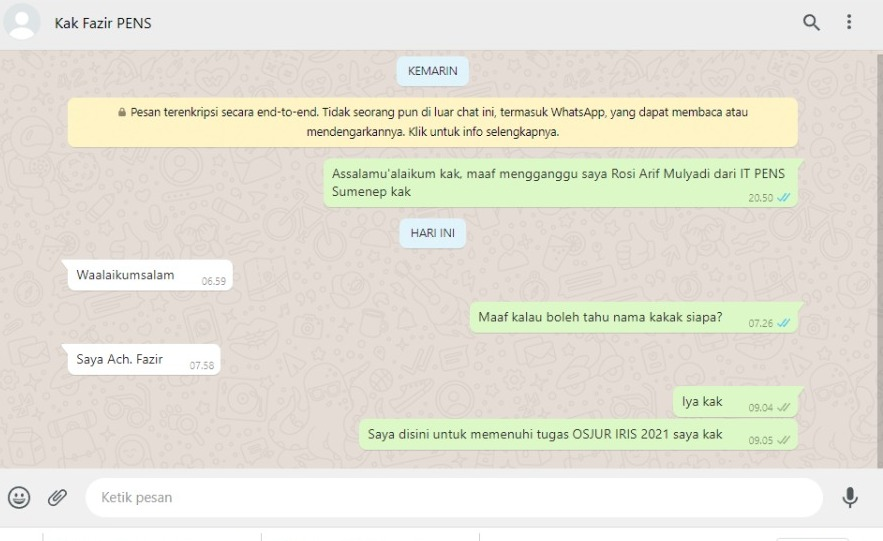 Kak Fazir PENS
KEMARIN
Pesan terenkripsi secara end-to-end. Tidak seorang pun di luar chat ini, termasuk WhatsApp, yang dapat membaca atau
mendengarkannya. Klik untuk info selengkapnya.
Assalamu'alaikum kak, maaf mengganggu saya Rosi Arif Mulyadi dari IT PENS
Sumenep kak
20.50
HARI INI
Waalaikumsalam 06.59
Maaf kalau boleh tahu nama kakak siapa? 07.26
Saya Ach. Fazir 07.58
Iya kak 09.04
Saya disini untuk memenuhi tugas OSJUR IRIS 2021 saya kak 09.05
Ketik pesan